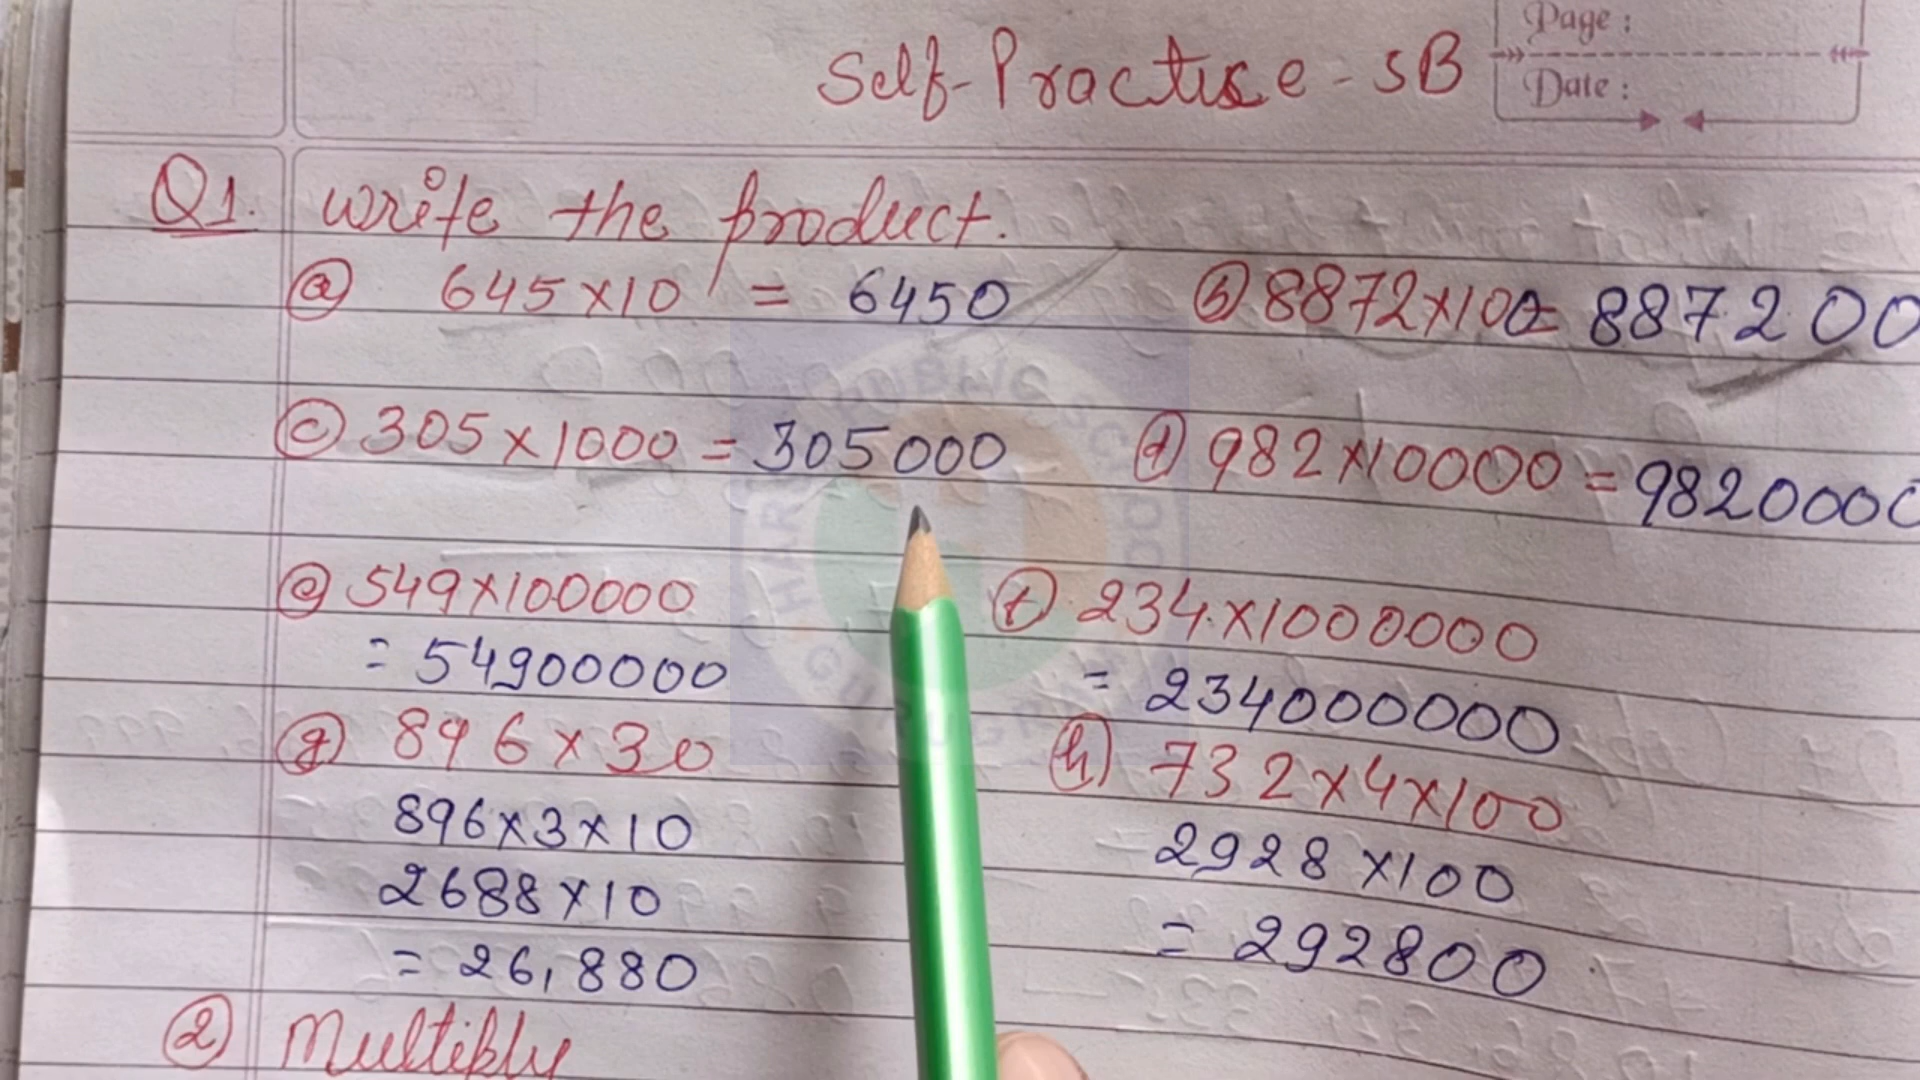 Page :
Self-Practice - 5B
Date :
Q1. Write the product.
(a) 645×10 = 6450 (b) 8872×100= 887200
(c) 305×1000 = 305000 (d) 982×10000 = 9820000
(e) 549×100000 (f) 234×1000000
= 54900000 = 234000000
(g) 896×30 (h) 732×4×100
896×3×10 2928×100
2688×10 = 292800
= 26,880
(2) Multiply